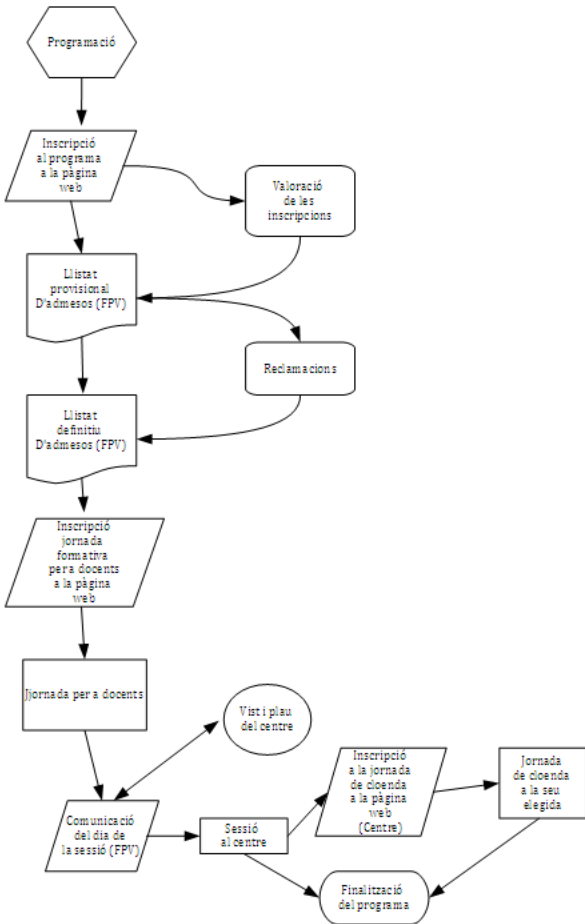 Programació
Inscripció
al programa
a la pàgina
web
Valoració
de les
inscripcions
Llistat
provisional
D'admesos (FPV)
Reclamacions
Llistat
definitiu
D'admesos (FPV)
Inscripció
jornada
formativa
per a docents
a la pàgina
web
Jjornada per a docents
Vist i plau
del centre
Inscripció
a la jornada
de cloenda
a la pàgina
web
(Centre)
Jornada
de cloenda
a la seu
elegida
Comunicació
del dia de
la sessió (FPV)
Sessió
al centre
Finalització
del programa